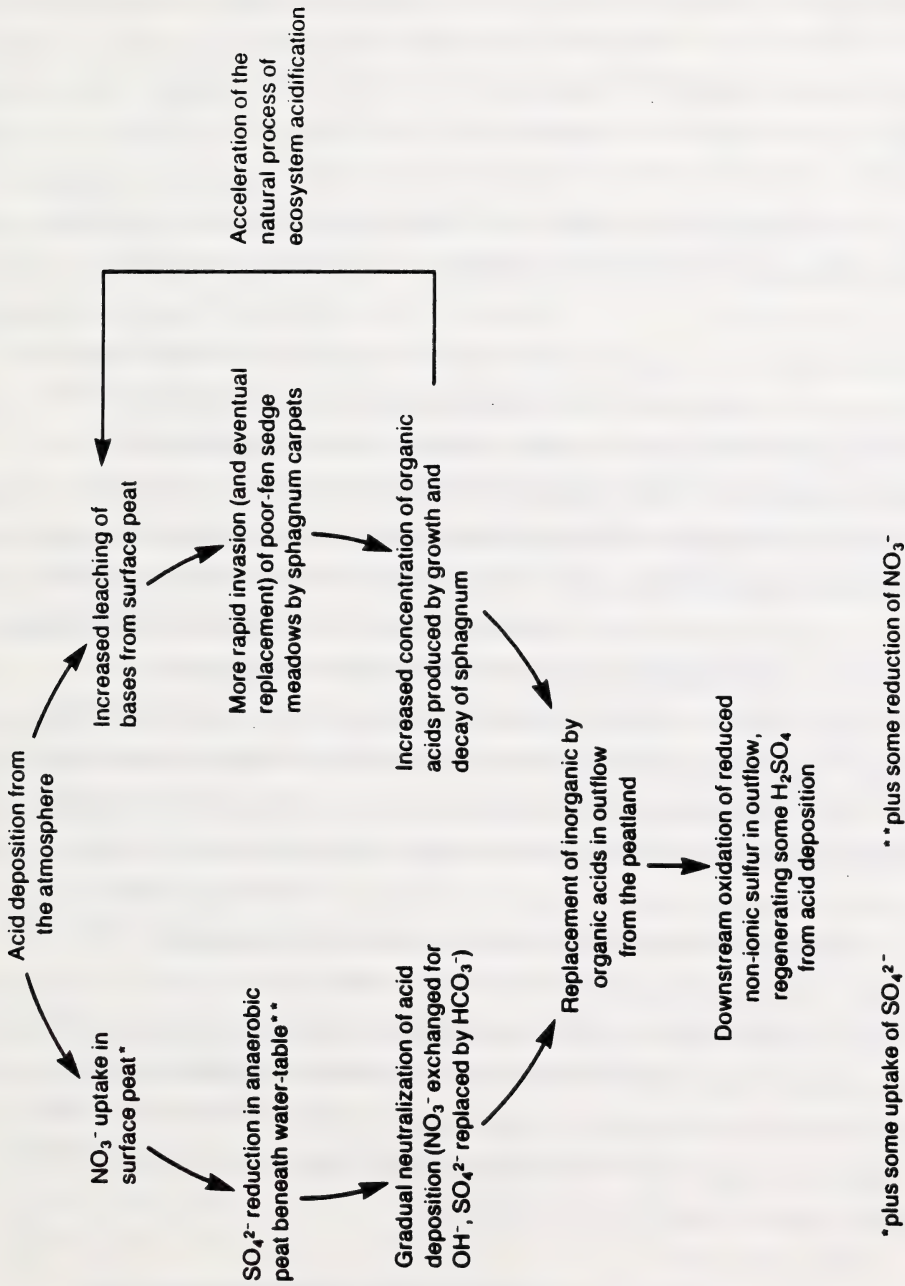 Acid deposition from
the atmosphere
NO₃⁻ uptake in
surface peat*
SO₄²⁻ reduction in anaerobic
peat beneath water-table**
Gradual neutralization of acid
deposition (NO₃⁻ exchanged for
OH⁻, SO₄²⁻ replaced by HCO₃⁻)
Increased leaching of
bases from surface peat
More rapid invasion (and eventual
replacement) of poor-fen sedge
meadows by sphagnum carpets
Increased concentration of organic
acids produced by growth and
decay of sphagnum
Acceleration of the
natural process of
ecosystem acidification
Replacement of inorganic by
organic acids in outflow
from the peatland
Downstream oxidation of reduced
non-ionic sulfur in outflow,
regenerating some H₂SO₄
from acid deposition
*plus some uptake of SO₄²⁻
**plus some reduction of NO₃⁻